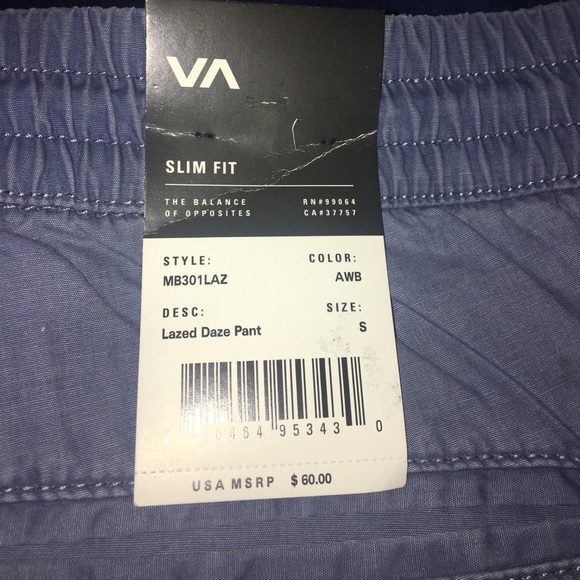 VA
SLIM FIT
THE BALANCE
OF OPPOSITES
RN#99064
CA#37757
STYLE:
MB301LAZ
COLOR:
AWB
DESC:
Lazed Daze Pant
SIZE:
S
95343 0
USA MSRP $ 60.00